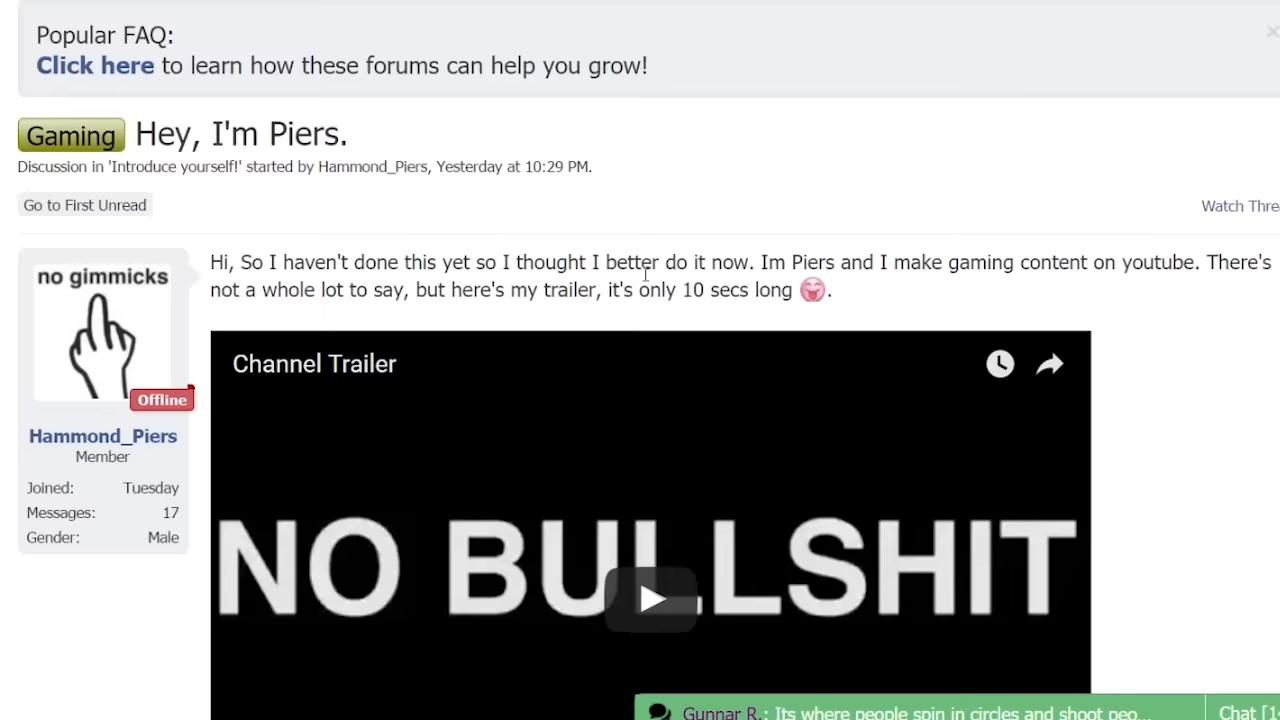 Popular FAQ:
Click here to learn how these forums can help you grow!
Gaming Hey, I'm Piers.
Discussion in 'Introduce yourself!' started by Hammond_Piers, Yesterday at 10:29 PM.
Go to First Unread
Watch Thre
no gimmicks
Offline
Hammond_Piers
Member
Joined: Tuesday
Messages: 17
Gender: Male
Hi, So I haven't done this yet so I thought I better do it now. Im Piers and I make gaming content on youtube. There's
not a whole lot to say, but here's my trailer, it's only 10 secs long .
Channel Trailer
NO BULLSHIT
Gunnar R.: Its where people spin in circles and shoot peo...
Chat [1